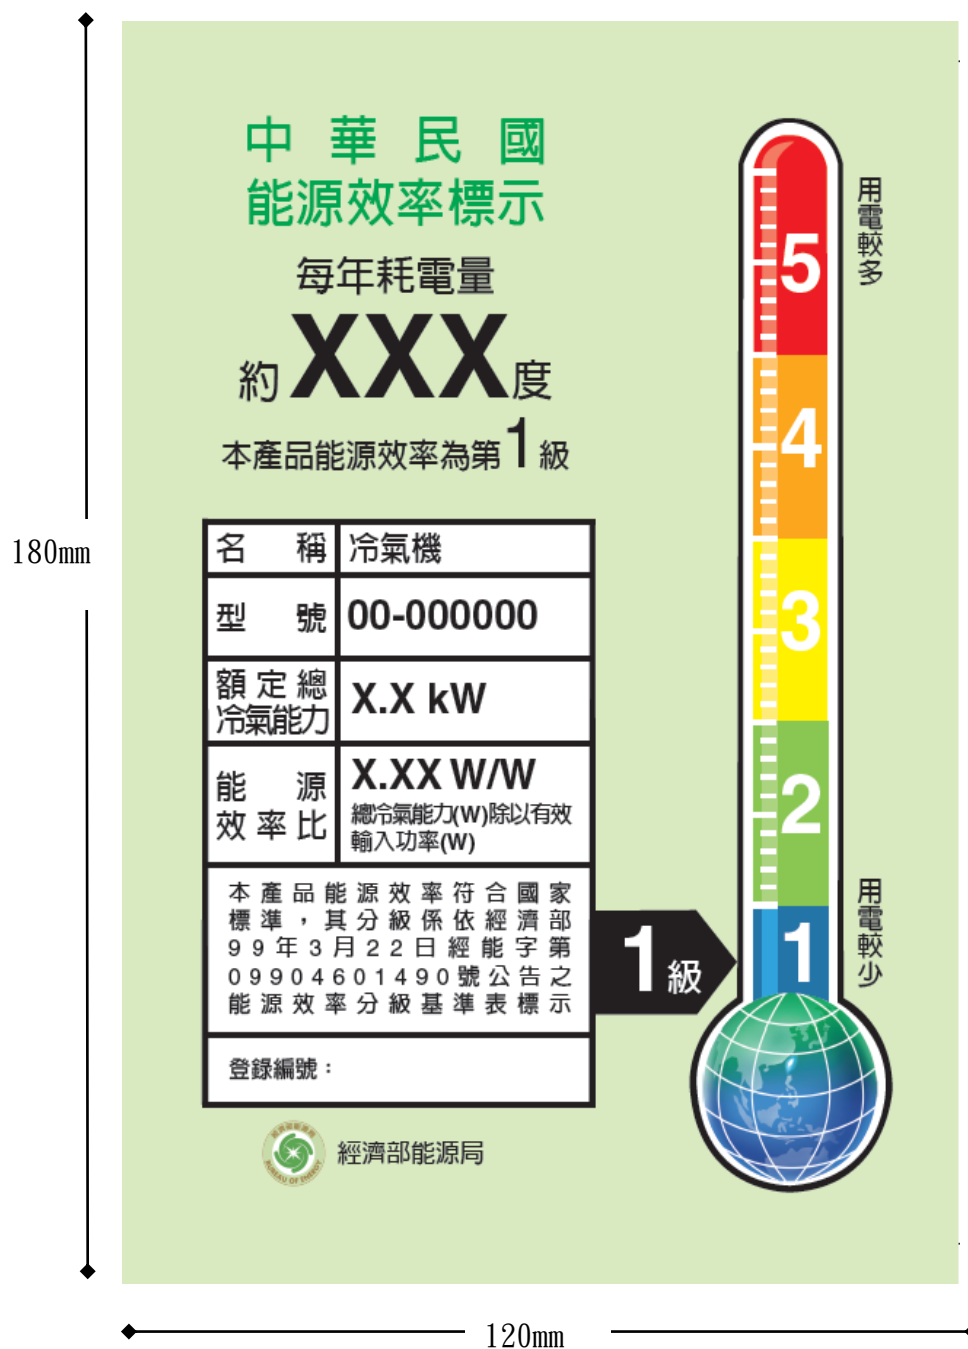 中華民國
能源效率標示
每年耗電量
約XXX度
本產品能源效率為第1級
名稱 冷氣機
型號 00-000000
額定總
冷氣能力 X.X kW
能源
效率比 X.XX W/W
總冷氣能力(W)除以有效
輸入功率(W)
本產品能源效率符合國家
標準，其分級係依經濟部
99年3月22日經能字第
09904601490號公告之
能源效率分級基準表標示
登錄編號：
經濟部能源局
BUREAU OF ENERGY
1級
用電較多
5
4
3
2
1
用電較少
180mm
120mm